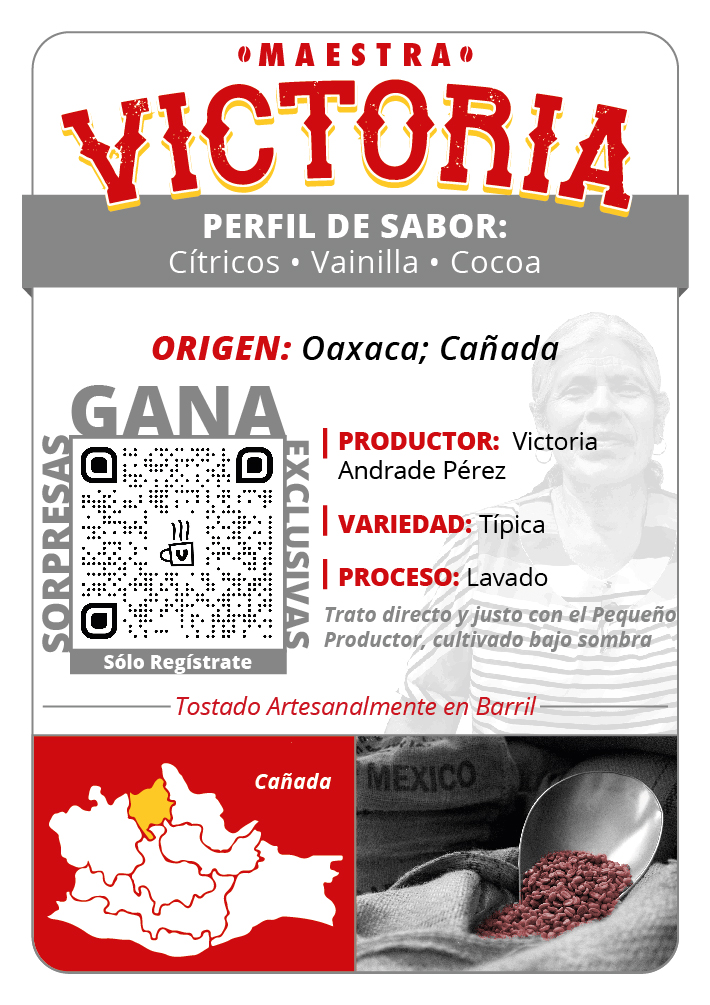 MAESTRA
VICTORIA
PERFIL DE SABOR:
Cítricos • Vainilla • Cocoa
ORIGEN: Oaxaca; Cañada
GANA
SORPRESAS
EXCLUSIVAS
Sólo Regístrate
PRODUCTOR: Victoria
Andrade Pérez
VARIEDAD: Típica
PROCESO: Lavado
Trato directo y justo con el Pequeño
Productor, cultivado bajo sombra
Tostado Artesanalmente en Barril
Cañada
MEXICO